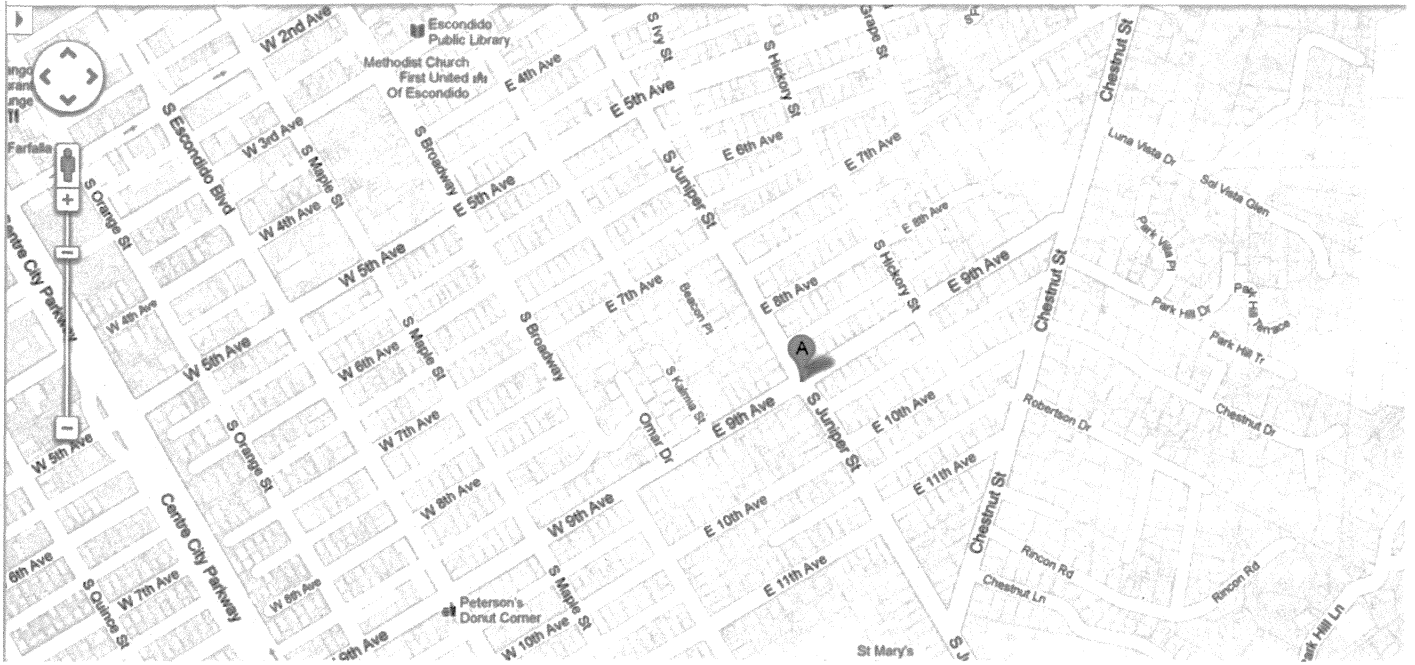 W 2nd Ave
Escondido
Public Library
S Ivy St
Grape St
Chestnut St
Methodist Church
First United
Of Escondido
E 4th Ave
S Hickory St
E 5th Ave
Farfalla
S Escondido Blvd
W 3rd Ave
S Maple St
S Broadway
E 5th Ave
S Juniper St
E 6th Ave
E 7th Ave
Luna Vista Dr
Sol Vista Glen
S Orange St
W 4th Ave
W 5th Ave
E 8th Ave
Park Villa Pl
Centre City Parkway
W 4th Ave
E 7th Ave
Beacon Pl
E 8th Ave
S Hickory St
E 9th Ave
Chestnut St
Park Hill Dr
Park Hill Terrace
Park Hill Tr
W 5th Ave
W 6th Ave
S Maple St
S Broadway
A
S Kalmia St
Omar Dr
E 9th Ave
S Juniper St
E 10th Ave
Robertson Dr
Chestnut Dr
W 5th Ave
S Orange St
W 7th Ave
W 8th Ave
W 9th Ave
E 10th Ave
E 11th Ave
Chestnut St
Centre City Parkway
6th Ave
W 7th Ave
S Quince St
W 8th Ave
Peterson's
Donut Corner
S Maple St
E 11th Ave
Rincon Rd
Chestnut Ln
Rincon Rd
Park Hill Ln
9th Ave
W 10th Ave
St Mary's